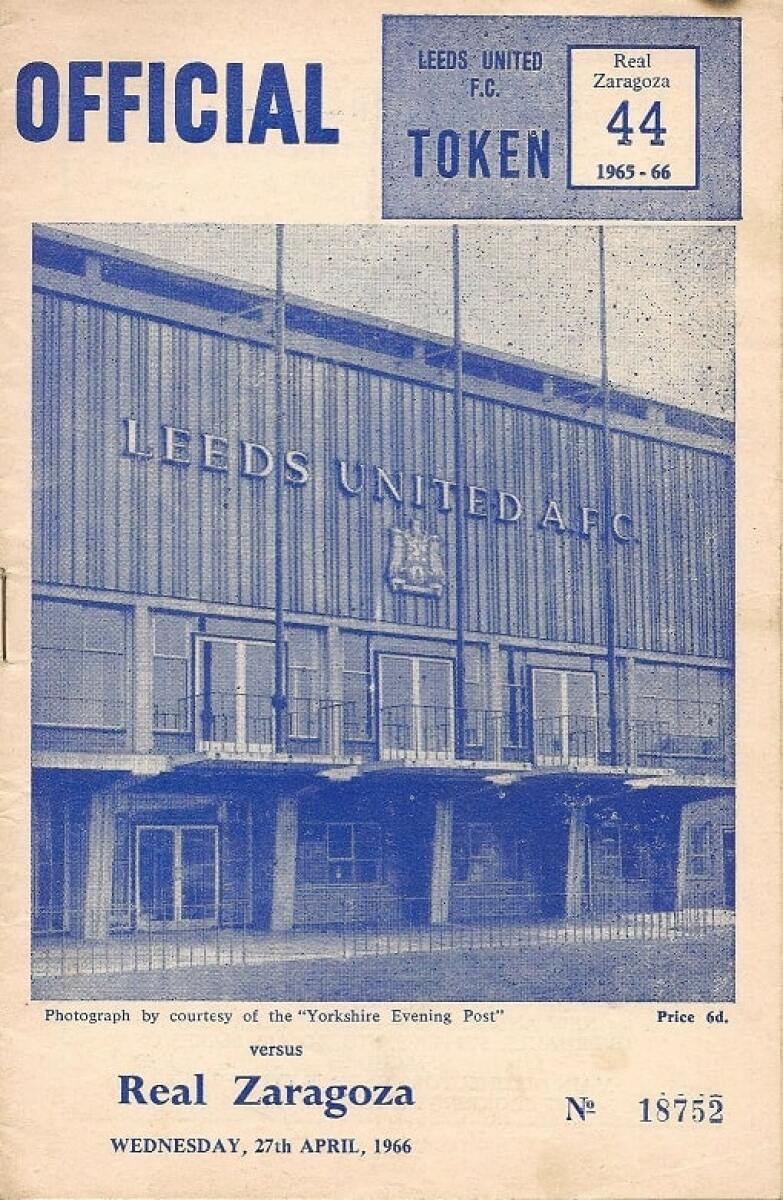 OFFICIAL
LEEDS UNITED
F.C.
TOKEN
Real
Zaragoza
44
1965-66
LEEDS UNITED A.F.C.
Photograph by courtesy of the "Yorkshire Evening Post"
Price 6d.
versus
Real Zaragoza
WEDNESDAY, 27th APRIL, 1966
Nº 18752